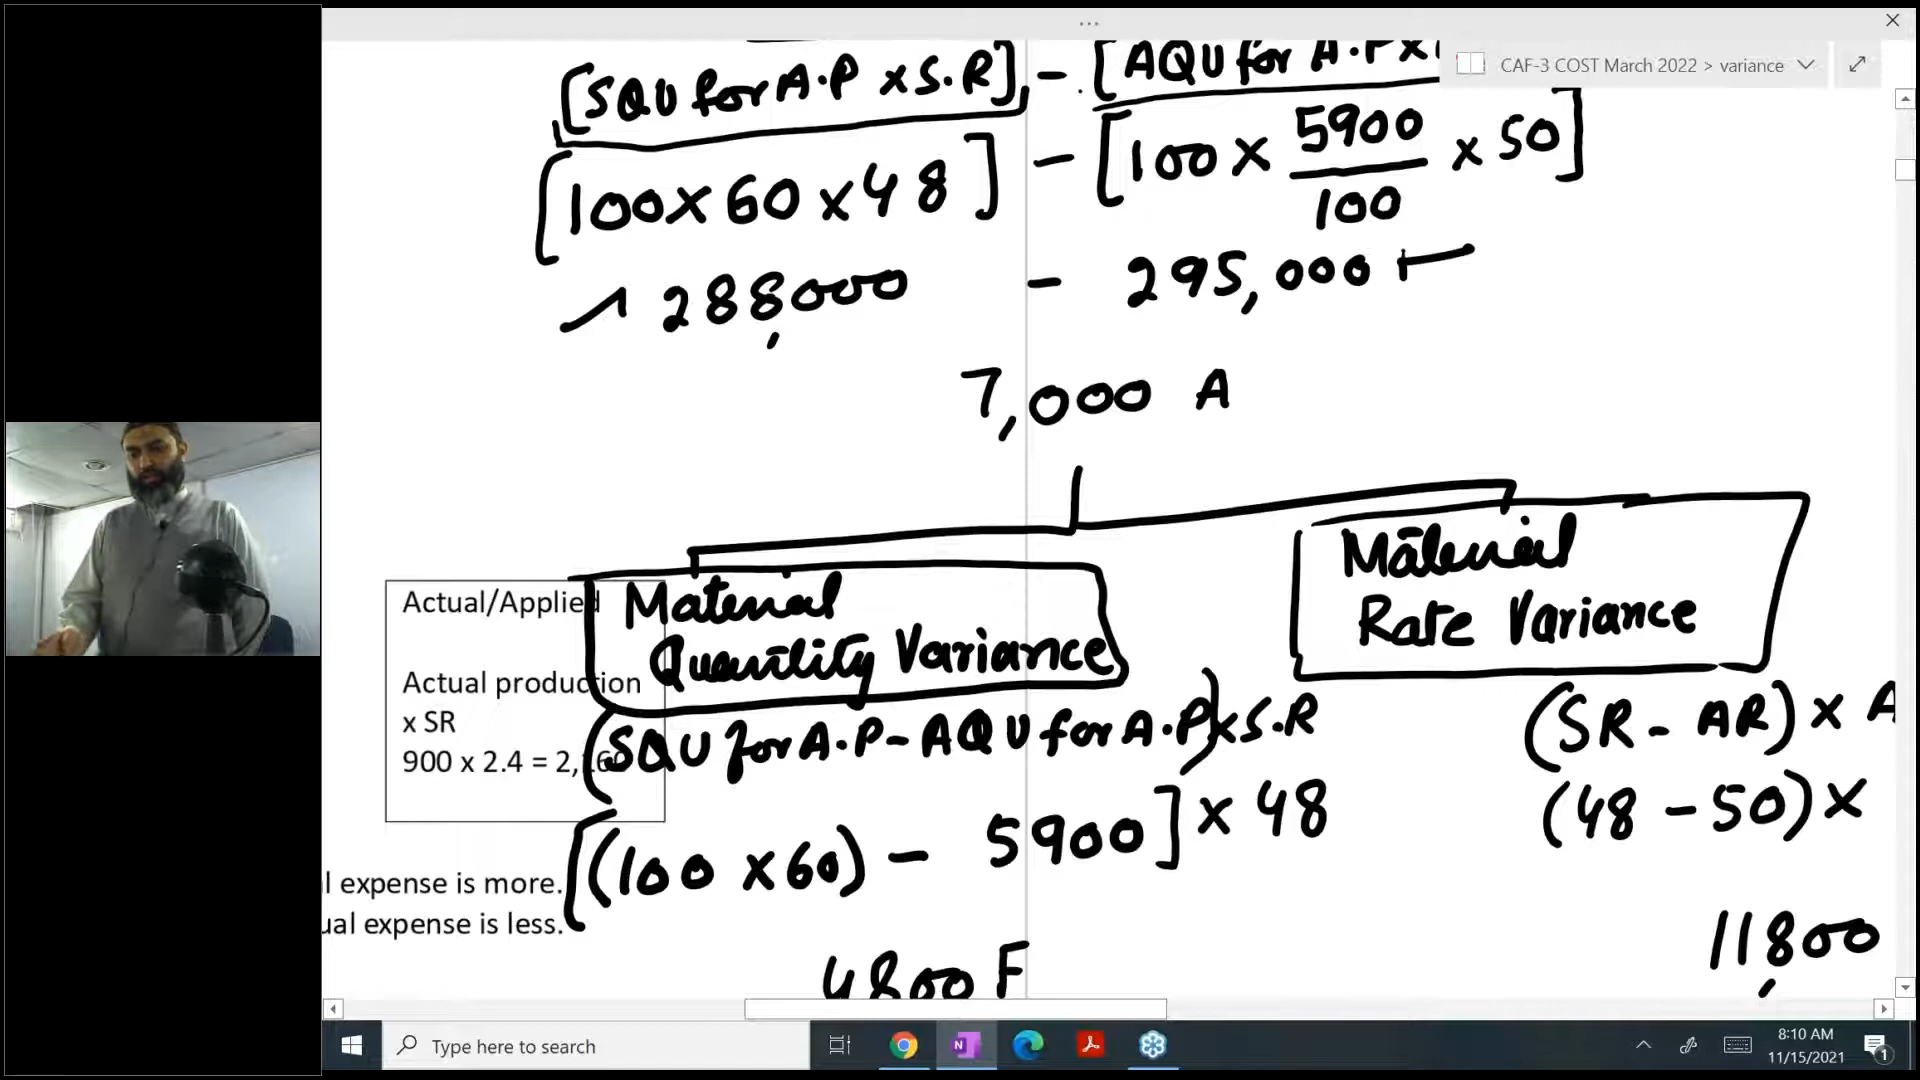 ...
CAF-3 COST March 2022 > variance
[SQU for A.P x S.R] - [AQU for A.P x
[100 x 60 x 48] - [100 x 5900/100 x 50]
288,000 - 295,000
7,000 A
Material
Quantity Variance
Material
Rate Variance
Actual/Applied
Actual production
x SR
900 x 2.4 = 2,160
(SQU for A.P - AQU for A.P) x S.R
(SR - AR) x A
[(100 x 60) - 5900] x 48
(48 - 50) x
l expense is more.
ual expense is less.
4800 F
11,800
Type here to search
8:10 AM
11/15/2021
1